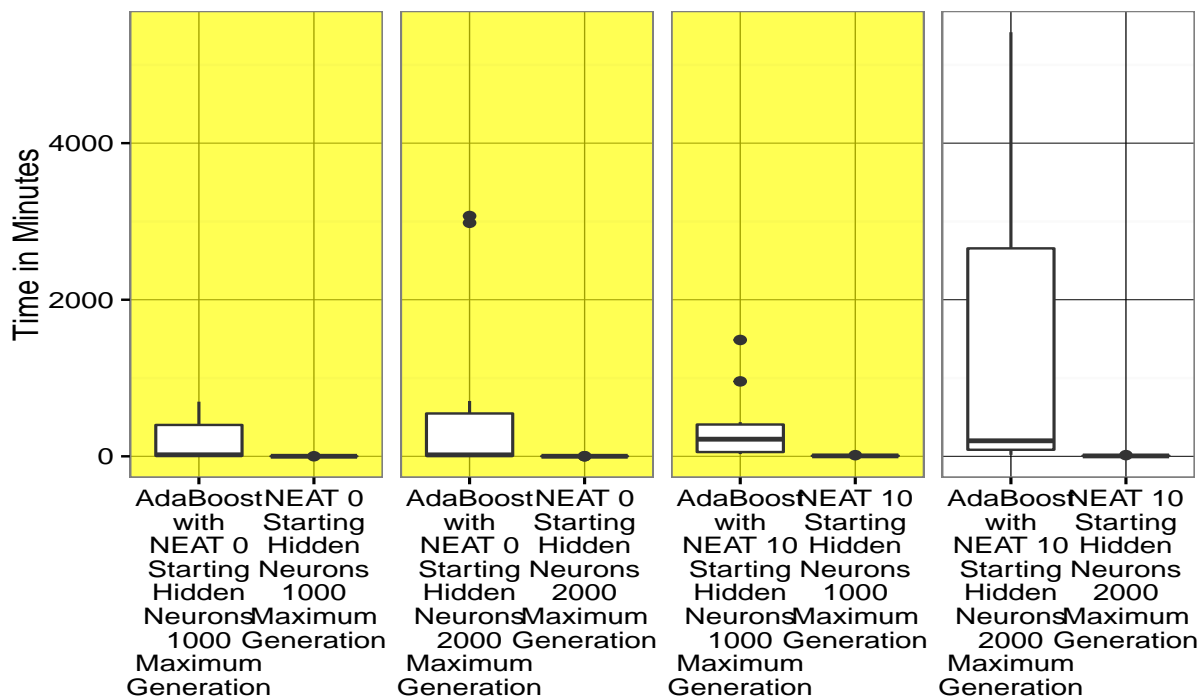 Time in Minutes
4000
2000
0
AdaBoost
with
NEAT 0
Starting
Hidden
Neurons
1000
Maximum
Generation
NEAT 0
Starting
Hidden
Neurons
1000
Maximum
Generation
AdaBoost
with
NEAT 0
Starting
Hidden
Neurons
2000
Maximum
Generation
NEAT 0
Starting
Hidden
Neurons
2000
Maximum
Generation
AdaBoost
with
NEAT 10
Starting
Hidden
Neurons
1000
Maximum
Generation
NEAT 10
Starting
Hidden
Neurons
1000
Maximum
Generation
AdaBoost
with
NEAT 10
Starting
Hidden
Neurons
2000
Maximum
Generation
NEAT 10
Starting
Hidden
Neurons
2000
Maximum
Generation